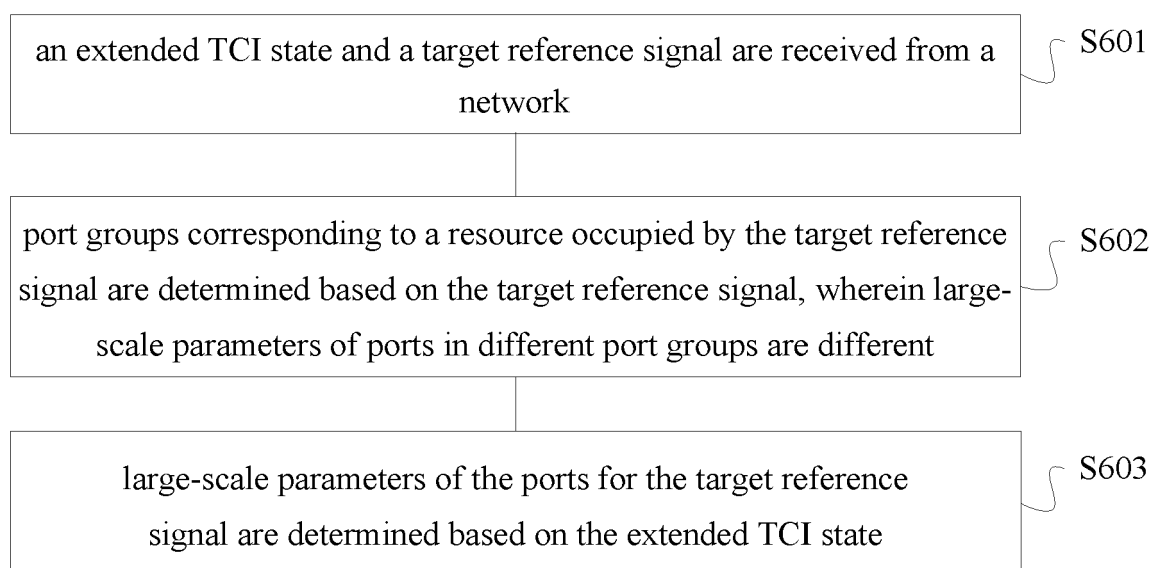 an extended TCI state and a target reference signal are received from a
network
S601
port groups corresponding to a resource occupied by the target reference
signal are determined based on the target reference signal, wherein large-
scale parameters of ports in different port groups are different
S602
large-scale parameters of the ports for the target reference
signal are determined based on the extended TCI state
S603